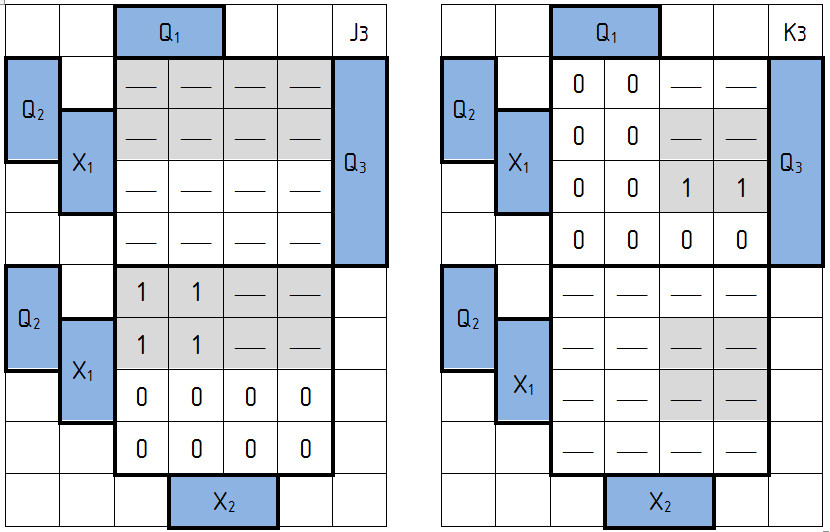 Q₁ J3 Q₁ K3
— — — — 0 0 — —
Q₂ Q₂
— — — — 0 0 — —
X₁ Q₃ X₁ Q₃
— — — — 0 0 1 1
— — — — 0 0 0 0
1 1 — — — — — —
Q₂ Q₂
1 1 — — — — — —
X₁ X₁
0 0 0 0 — — — —
0 0 0 0 — — — —
X₂ X₂